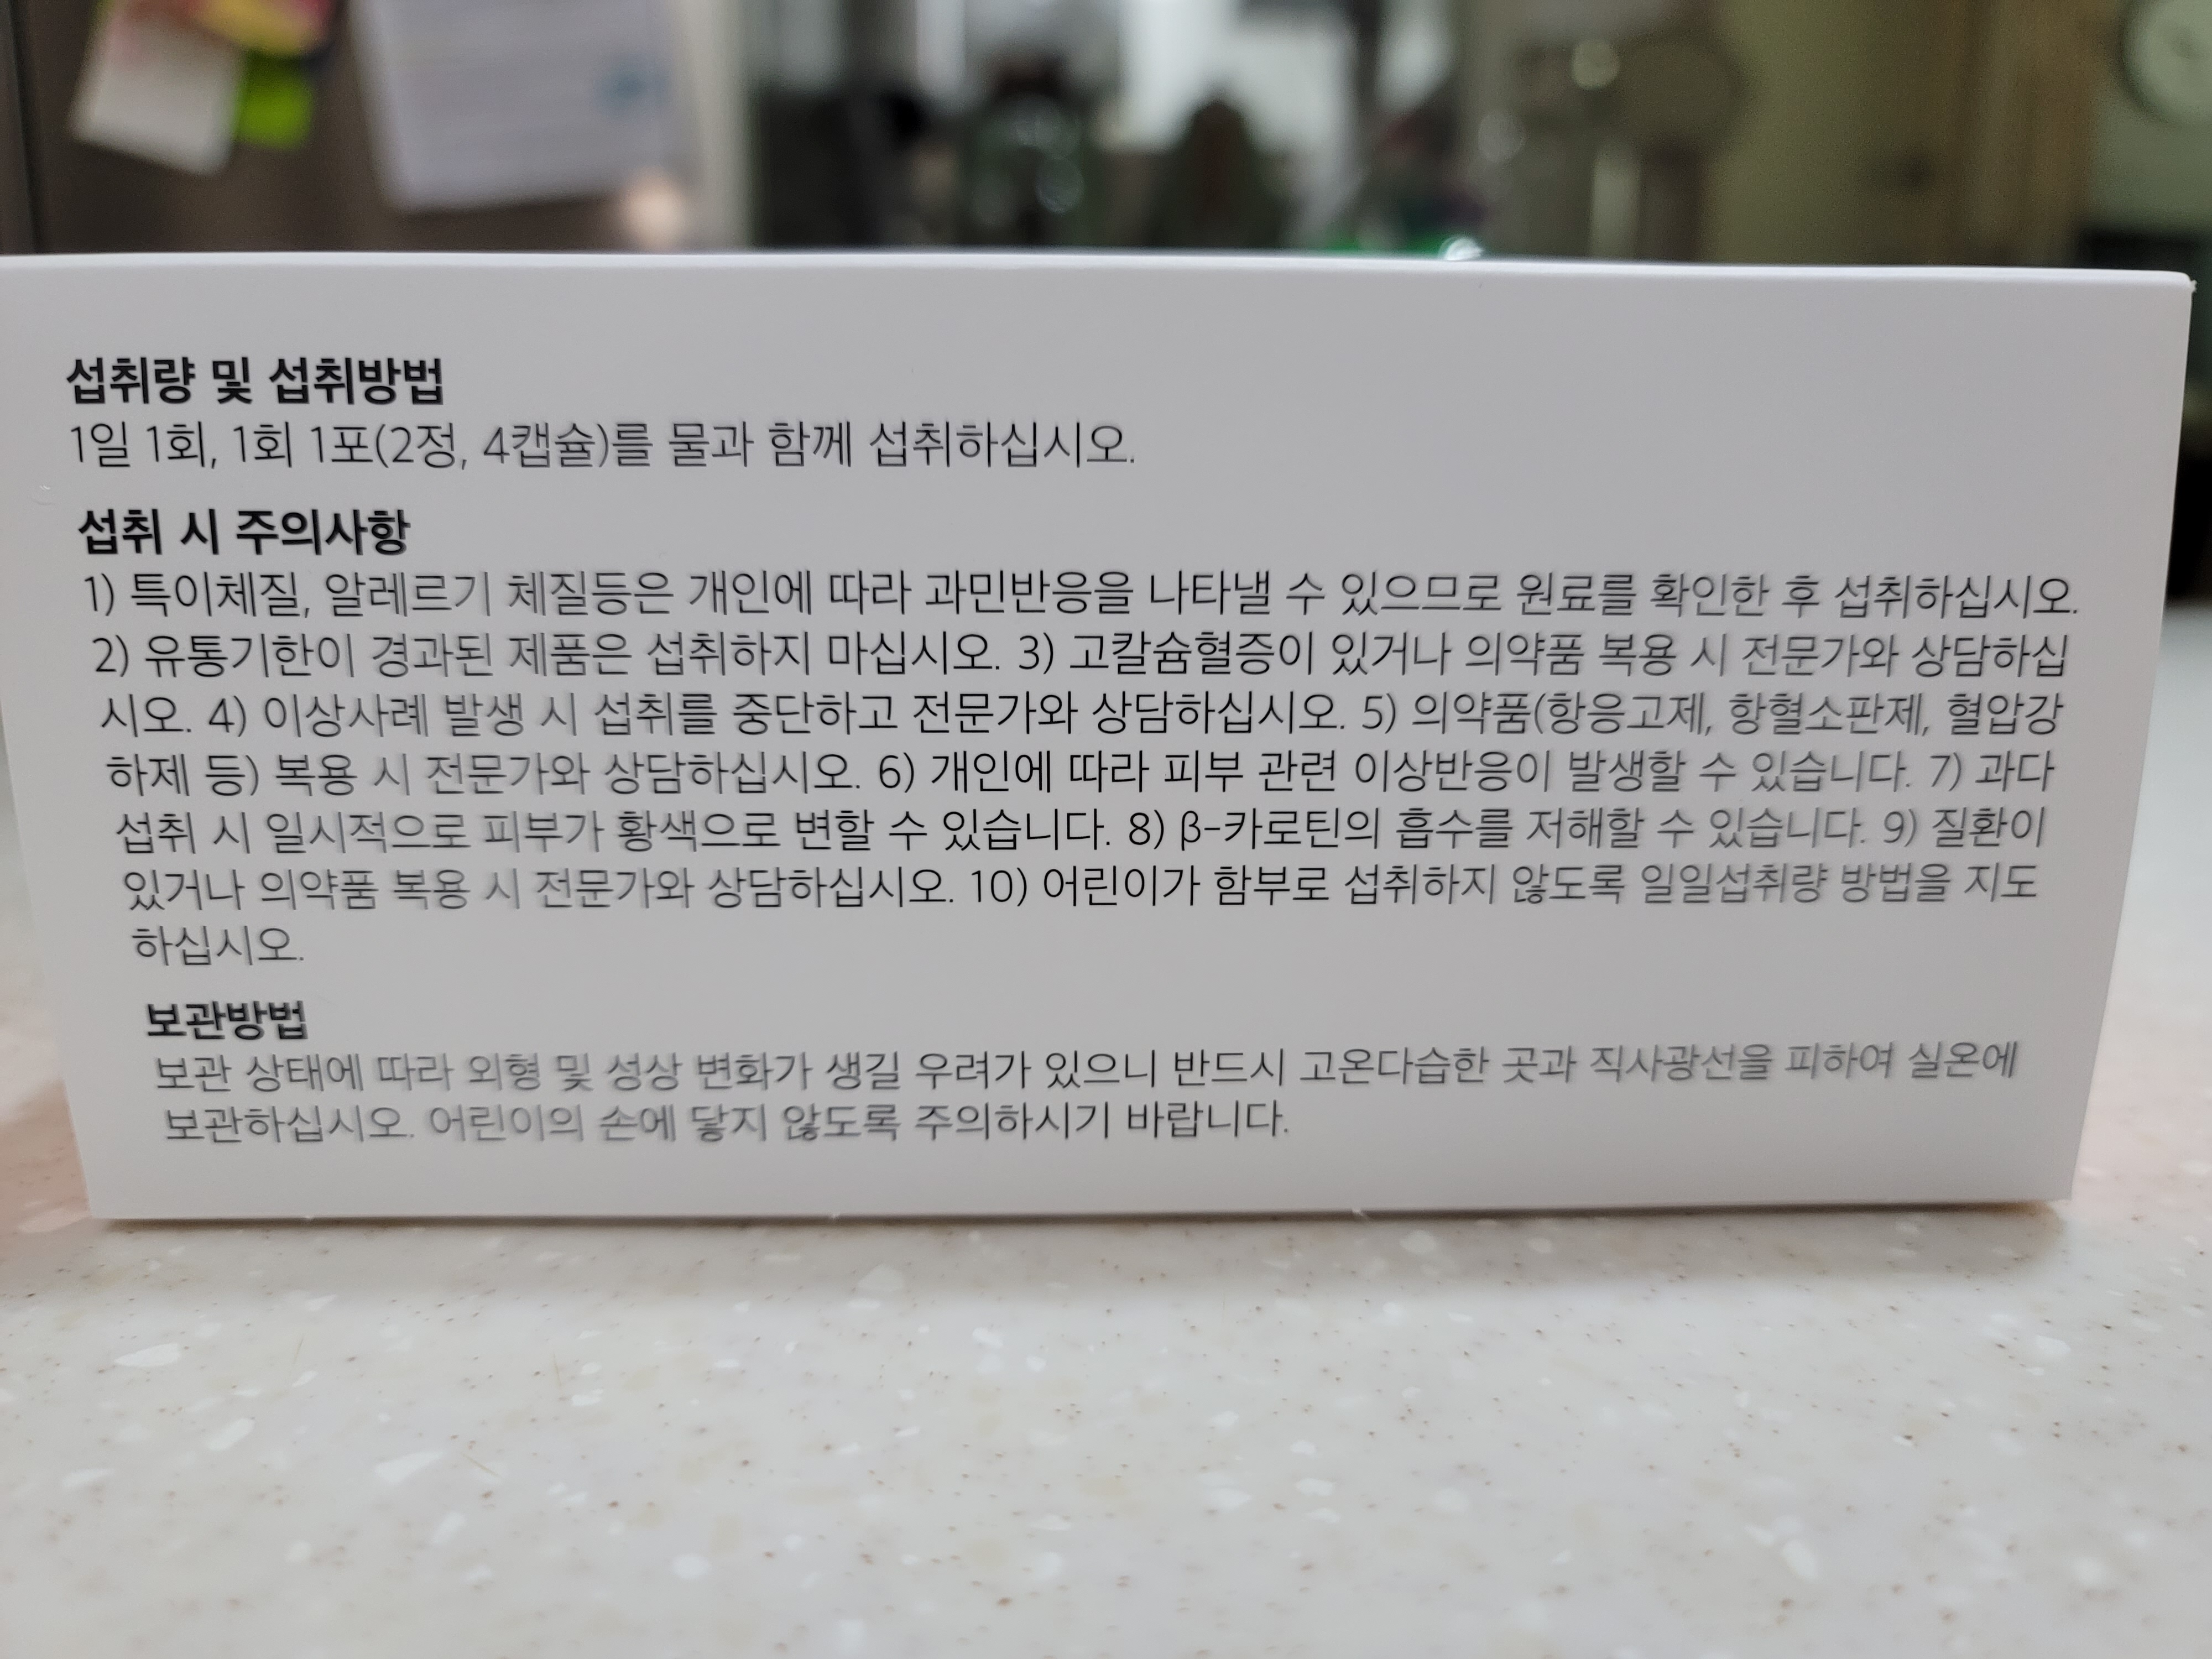 섭취량 및 섭취방법
1일 1회, 1회 1포(2정, 4캡슐)를 물과 함께 섭취하십시오.
섭취 시 주의사항
1) 특이체질, 알레르기 체질등은 개인에 따라 과민반응을 나타낼 수 있으므로 원료를 확인한 후 섭취하십시오.
2) 유통기한이 경과된 제품은 섭취하지 마십시오. 3) 고칼슘혈증이 있거나 의약품 복용 시 전문가와 상담하십
시오. 4) 이상사례 발생 시 섭취를 중단하고 전문가와 상담하십시오. 5) 의약품(항응고제, 항혈소판제, 혈압강
하제 등) 복용 시 전문가와 상담하십시오. 6) 개인에 따라 피부 관련 이상반응이 발생할 수 있습니다. 7) 과다
섭취 시 일시적으로 피부가 황색으로 변할 수 있습니다. 8) β-카로틴의 흡수를 저해할 수 있습니다. 9) 질환이
있거나 의약품 복용 시 전문가와 상담하십시오. 10) 어린이가 함부로 섭취하지 않도록 일일섭취량 방법을 지도
하십시오.
보관방법
보관 상태에 따라 외형 및 성상 변화가 생길 우려가 있으니 반드시 고온다습한 곳과 직사광선을 피하여 실온에
보관하십시오. 어린이의 손에 닿지 않도록 주의하시기 바랍니다.